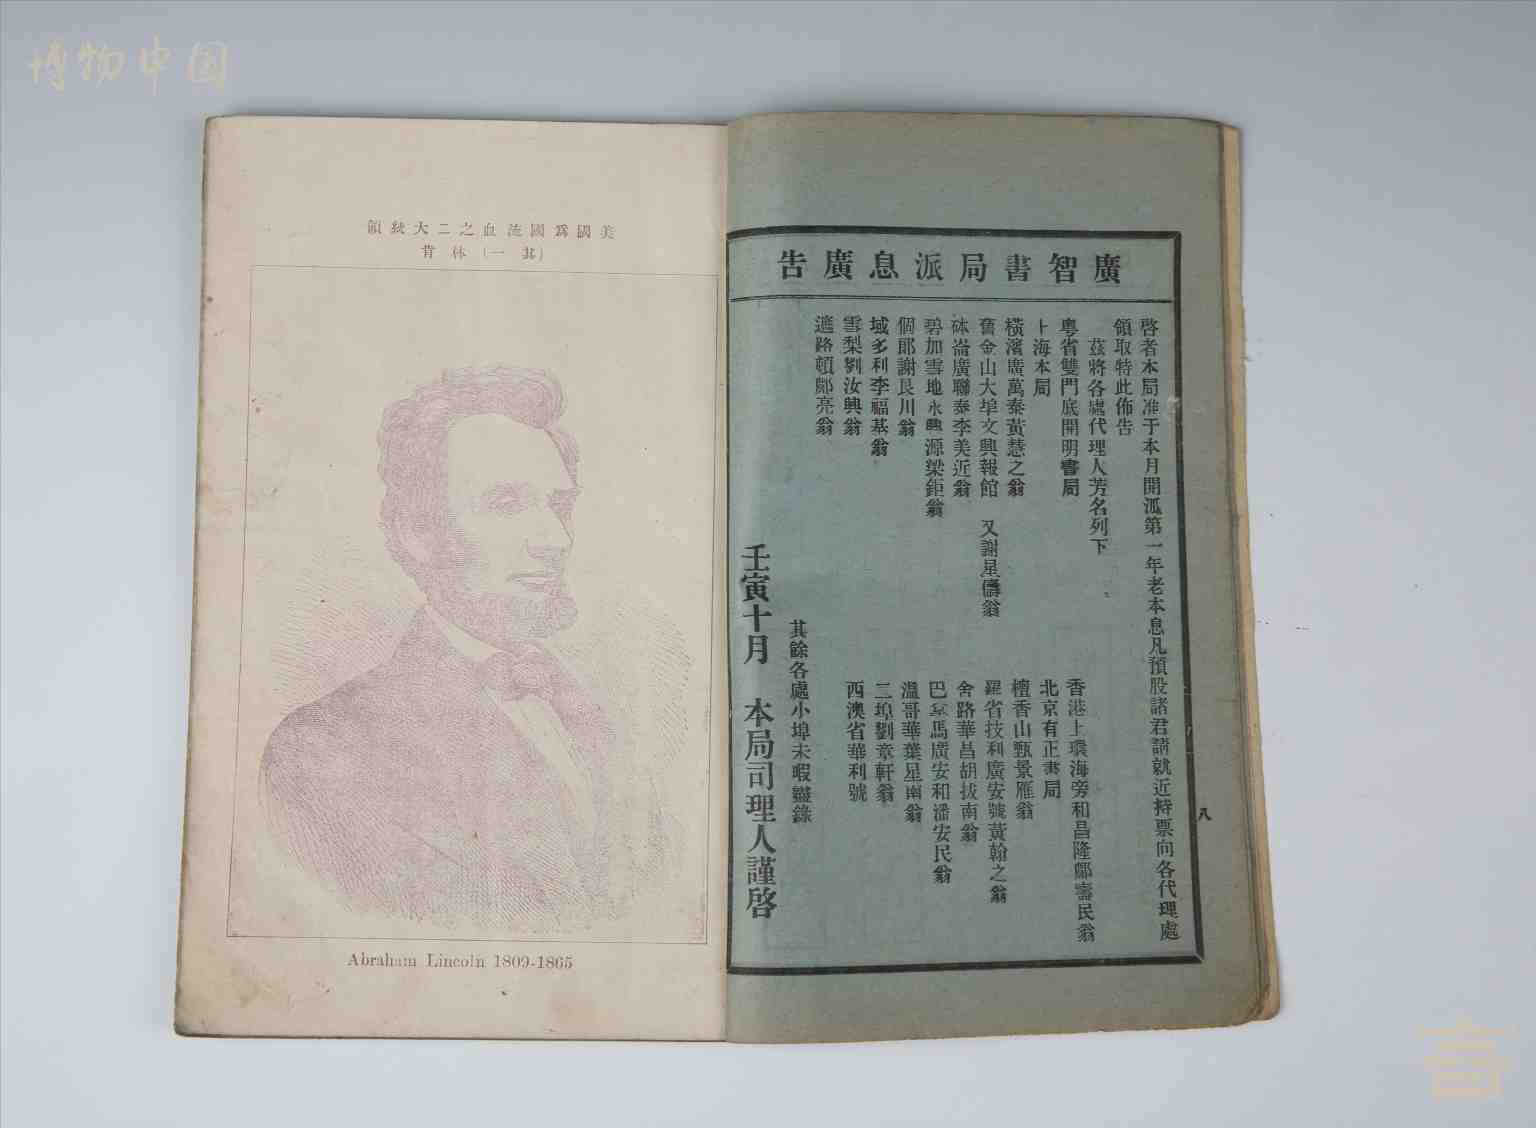 博物中国
美國爲國流血之二大統領
(其一)林肯
Abraham Lincoln 1809-1865
廣智書局派息廣告
啓者本局准于本月開派第一年老本息凡預股諸君請就近持票向各代理處
領取特此佈告
茲將各處代理人芳名列下
粵省雙門底開明書局
上海本局
橫濱廣萬泰黃慧之翁
舊金山大埠文興報館 又謝星儔翁
砵崙廣聯泰李美近翁
碧加雪地永興源梁鉅翁
個郎謝良川翁
域多利李福基翁
雪梨劉汝興翁
遮路頓鄺亮翁
香港上環海旁和昌隆鄺壽民翁
北京有正書局
檀香山甄景雁翁
羅省技利廣安號黃翰之翁
舍路華昌胡拔南翁
巴拿馬廣安和潘安民翁
溫哥華葉星南翁
二埠劉章軒翁
西澳省華利號
其餘各處小埠未暇盡錄
壬寅十月 本局司理人謹啓
八